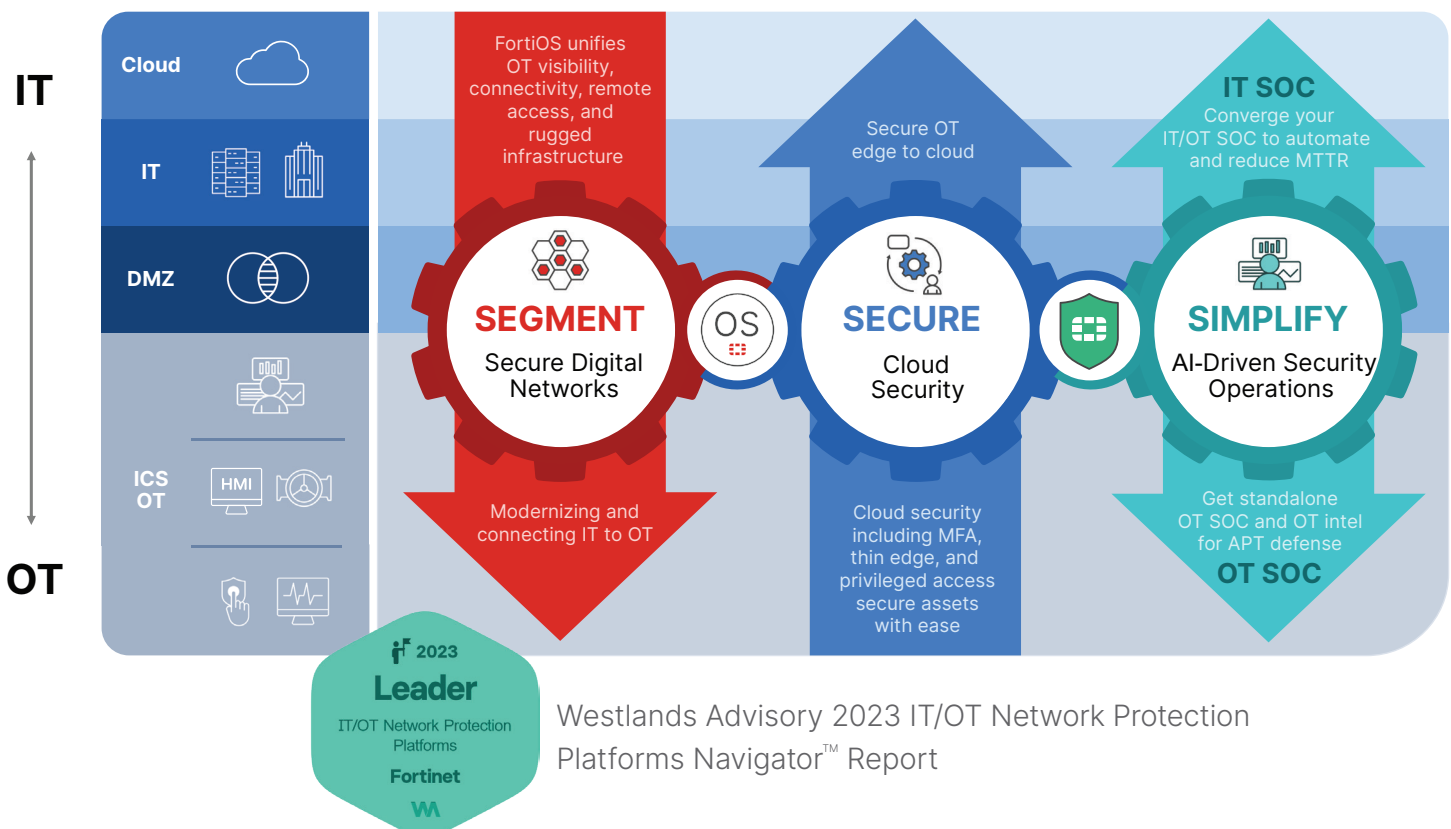 IT
OT
Cloud
IT
DMZ
ICS
OT
HMI
FortiOS unifies
OT visibility,
connectivity, remote
access, and
rugged
infrastructure
SEGMENT
Secure Digital
Networks
Modernizing and
connecting IT to OT
OS
Secure OT
edge to cloud
SECURE
Cloud
Security
Cloud security
including MFA,
thin edge, and
privileged access
secure assets
with ease
IT SOC
Converge your
IT/OT SOC to automate
and reduce MTTR
SIMPLIFY
AI-Driven Security
Operations
Get standalone
OT SOC and OT intel
for APT defense
OT SOC
2023
Leader
IT/OT Network Protection
Platforms
Fortinet
WA
Westlands Advisory 2023 IT/OT Network Protection
Platforms Navigator™ Report